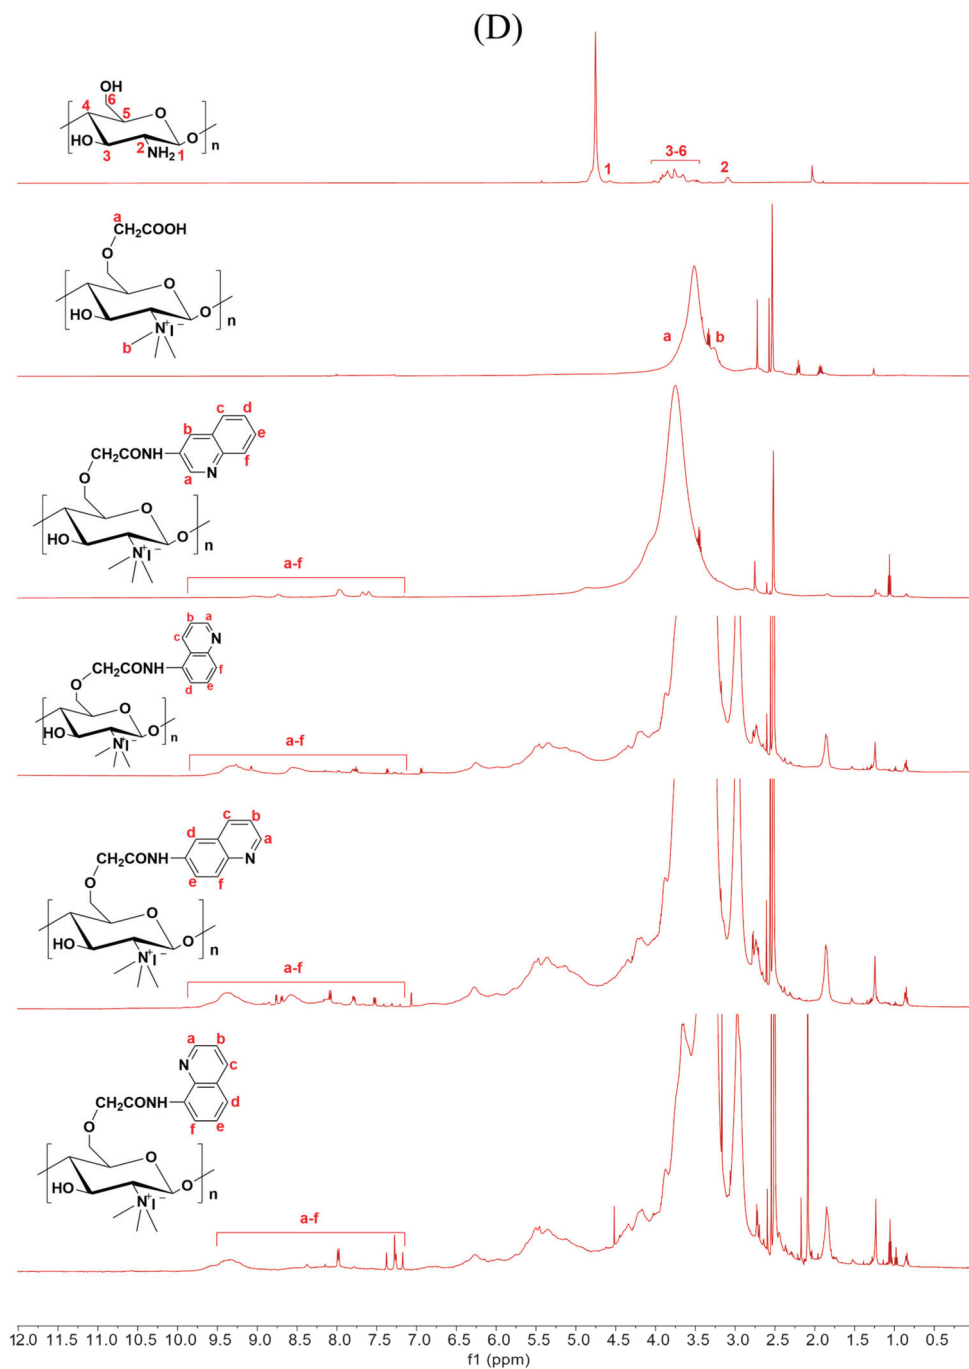 (D)
OH
6
4
5
O
HO
3
2
NH₂
1
O
n
1
3-6
2
a
CH₂COOH
O
O
HO
O
n
N⁺I⁻
b
a
b
c
d
b
e
CH₂CONH
f
O
a
N
O
HO
O
n
N⁺I⁻
a-f
b
a
c
N
CH₂CONH
f
O
d
e
O
HO
O
n
N⁺I⁻
a-f
c
b
d
a
CH₂CONH
N
O
e
f
O
HO
O
n
N⁺I⁻
a-f
a
b
N
c
CH₂CONH
d
O
f
e
O
HO
O
n
N⁺I⁻
a-f
12.0 11.5 11.0 10.5 10.0 9.5 9.0 8.5 8.0 7.5 7.0 6.5 6.0 5.5 5.0 4.5 4.0 3.5 3.0 2.5 2.0 1.5 1.0 0.5
f1 (ppm)